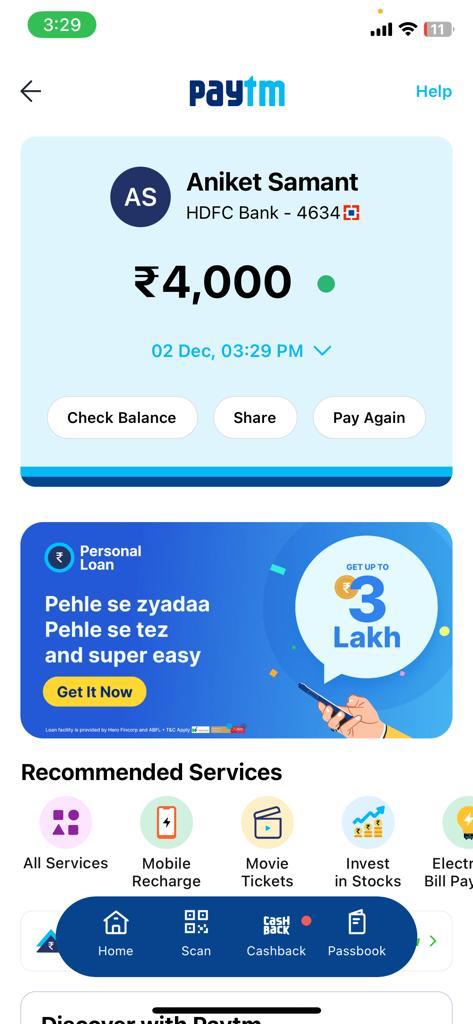 3:29
11
paytm
Help
AS
Aniket Samant
HDFC Bank - 4634
₹4,000
02 Dec, 03:29 PM
Check Balance
Share
Pay Again
₹
Personal
Loan
Pehle se zyadaa
Pehle se tez
and super easy
Get It Now
GET UP TO
₹
3
Lakh
Loan facility is provided by Hero Fincorp and ABFL • T&C Apply
Recommended Services
All Services
Mobile
Recharge
Movie
Tickets
Invest
in Stocks
Electr
Bill Pay
₹
Home
Scan
CASH
BACK
Cashback
Passbook
Discover with Paytm